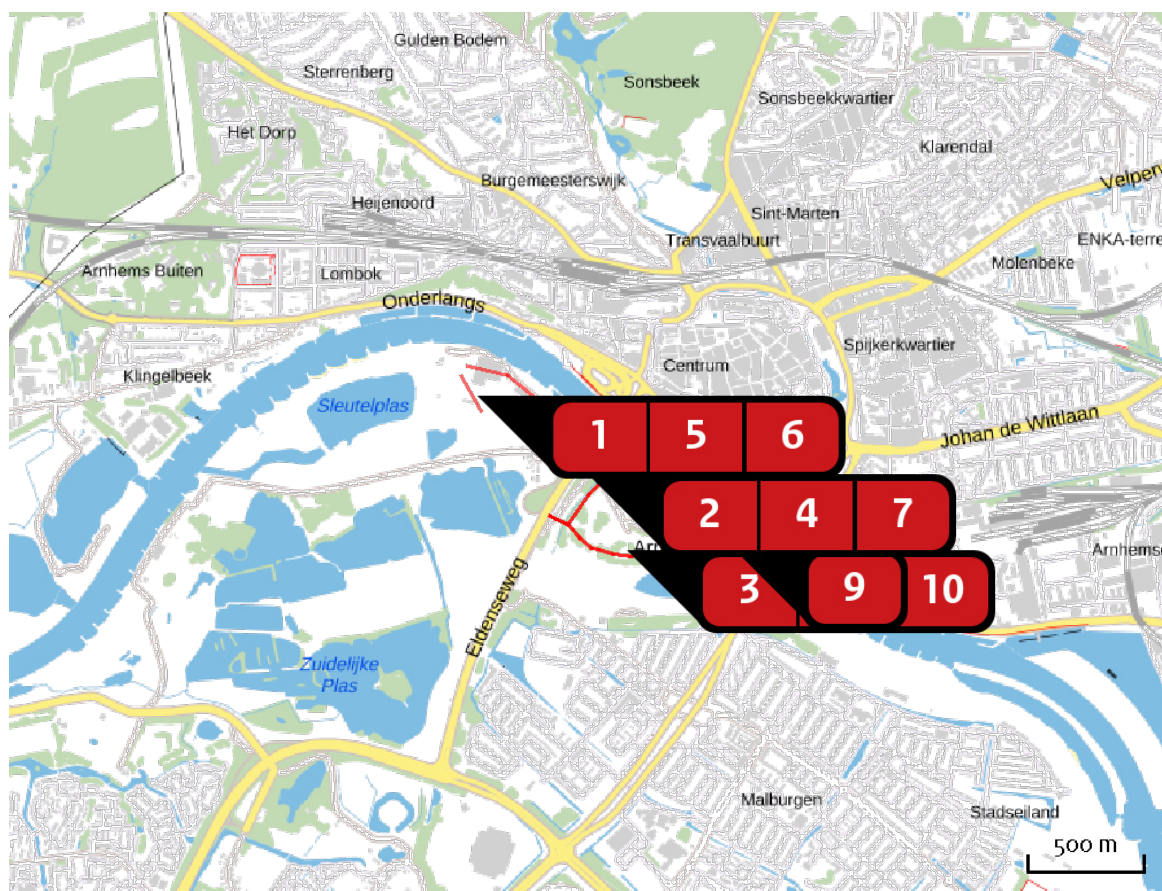 Gulden Bodem
Sterrenberg
Sonsbeek
Sonsbeekkwartier
Het Dorp
Klarendal
Burgemeesterswijk
Velpen
Heijenoord
Sint-Marten
Transvaalbuurt
ENKA-terre
Arnhems Buiten
Lombok
Molenbeke
Onderlangs
Spijkerkwartier
Centrum
Klingelbeek
Sleutelplas
Johan de Wittlaan
1 5 6
2 4 7
Arnhemse
3 9 10
Eldenseweg
Zuidelijke
Plas
Malburgen
Stadseiland
500 m